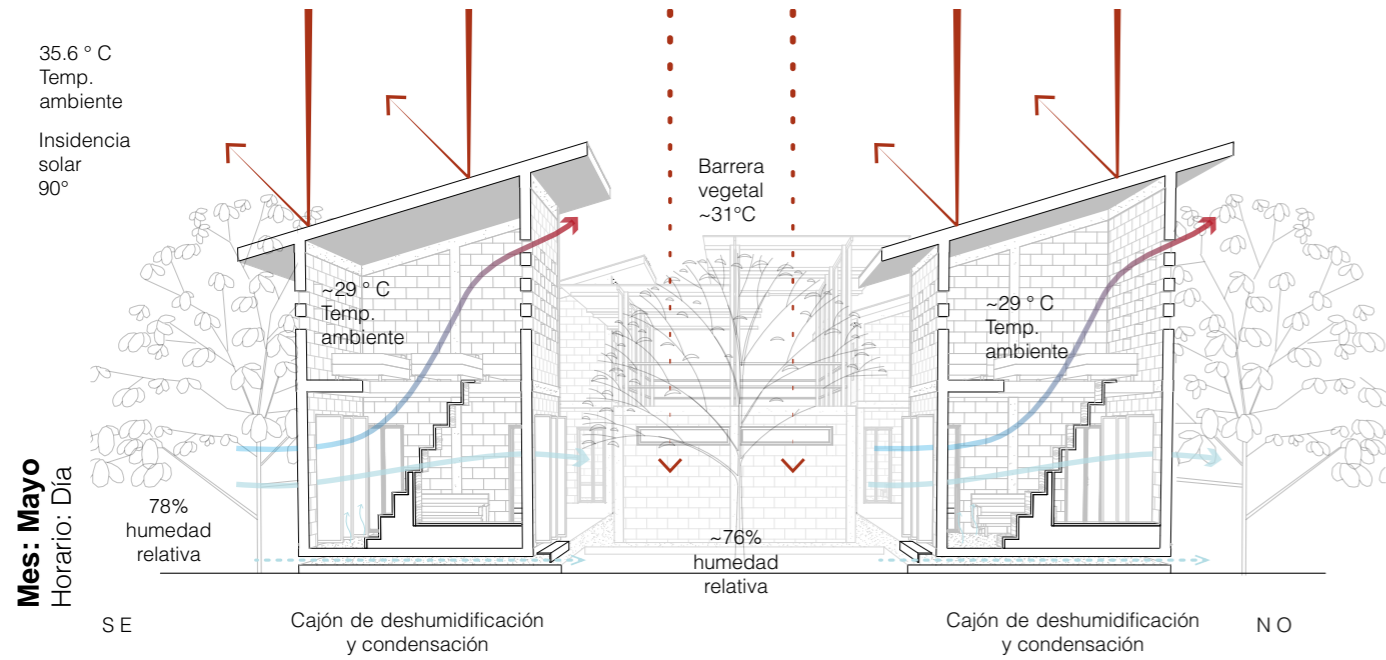 35.6 ° C
Temp.
ambiente
Insidencia
solar
90°
Barrera
vegetal
~31°C
~29 ° C
Temp.
ambiente
~29 ° C
Temp.
ambiente
78%
humedad
relativa
~76%
humedad
relativa
Mes: Mayo
Horario: Día
S E
Cajón de deshumidificación
y condensación
Cajón de deshumidificación
y condensación
N O